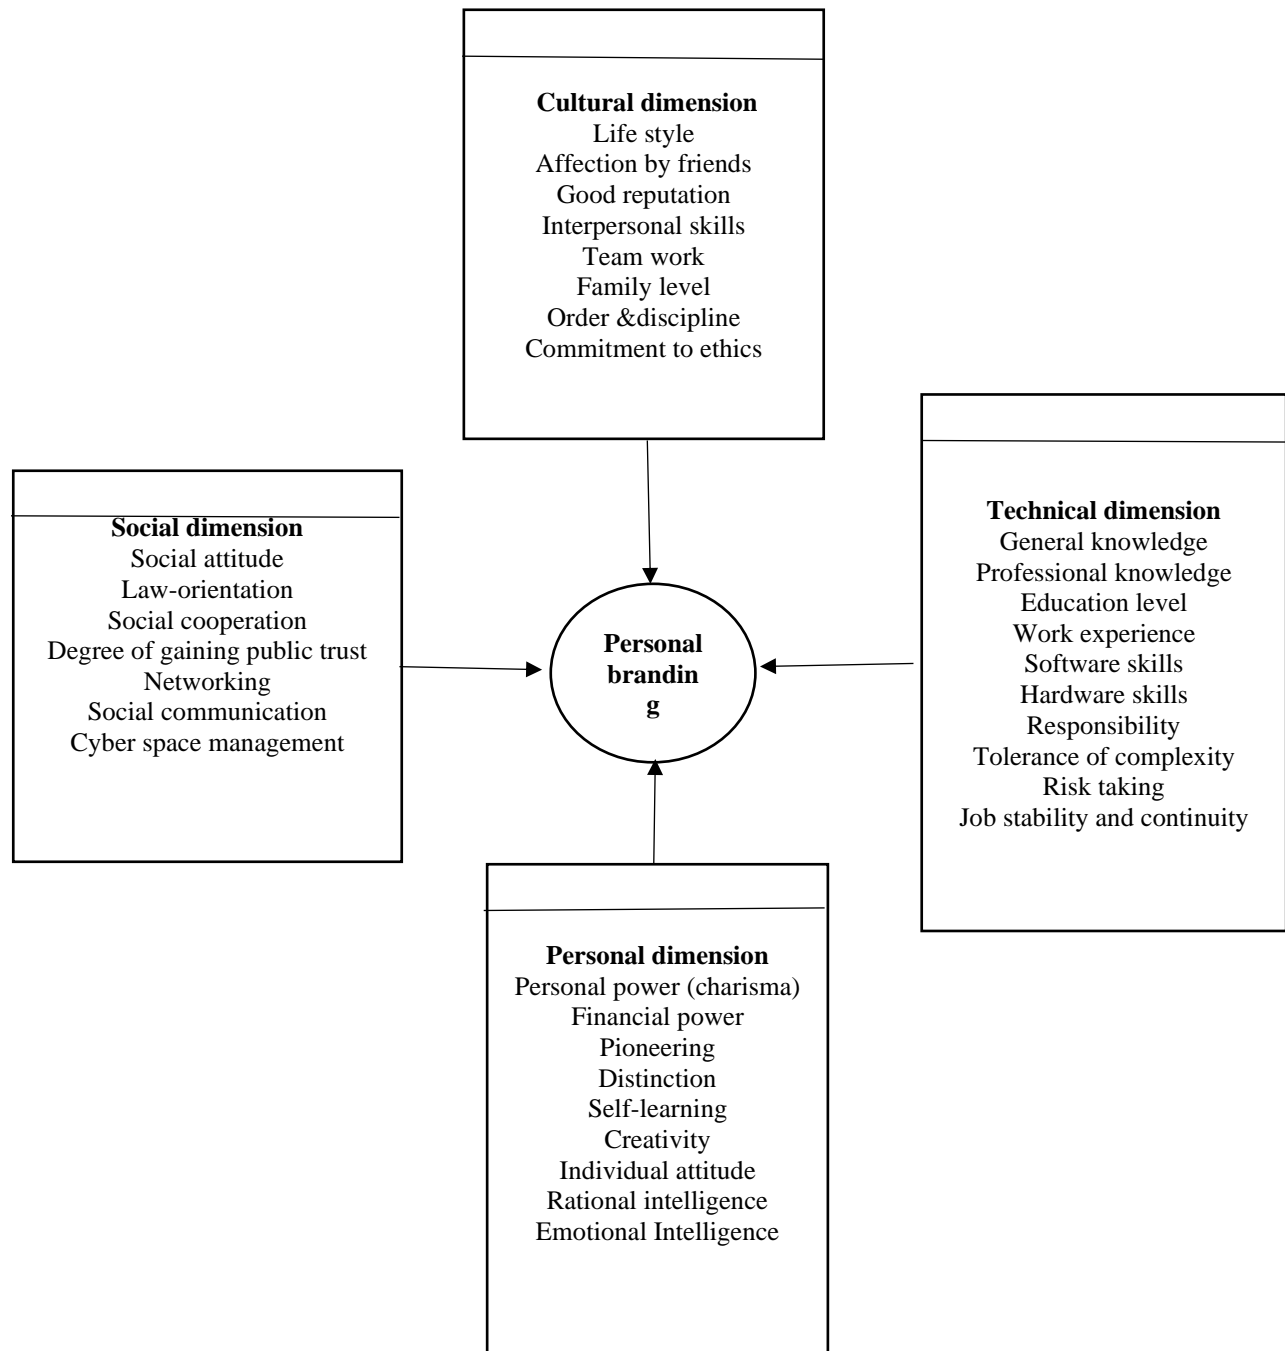 Cultural dimension
Life style
Affection by friends
Good reputation
Interpersonal skills
Team work
Family level
Order &discipline
Commitment to ethics
Social dimension
Social attitude
Law-orientation
Social cooperation
Degree of gaining public trust
Networking
Social communication
Cyber space management
Personal
brandin
g
Technical dimension
General knowledge
Professional knowledge
Education level
Work experience
Software skills
Hardware skills
Responsibility
Tolerance of complexity
Risk taking
Job stability and continuity
Personal dimension
Personal power (charisma)
Financial power
Pioneering
Distinction
Self-learning
Creativity
Individual attitude
Rational intelligence
Emotional Intelligence